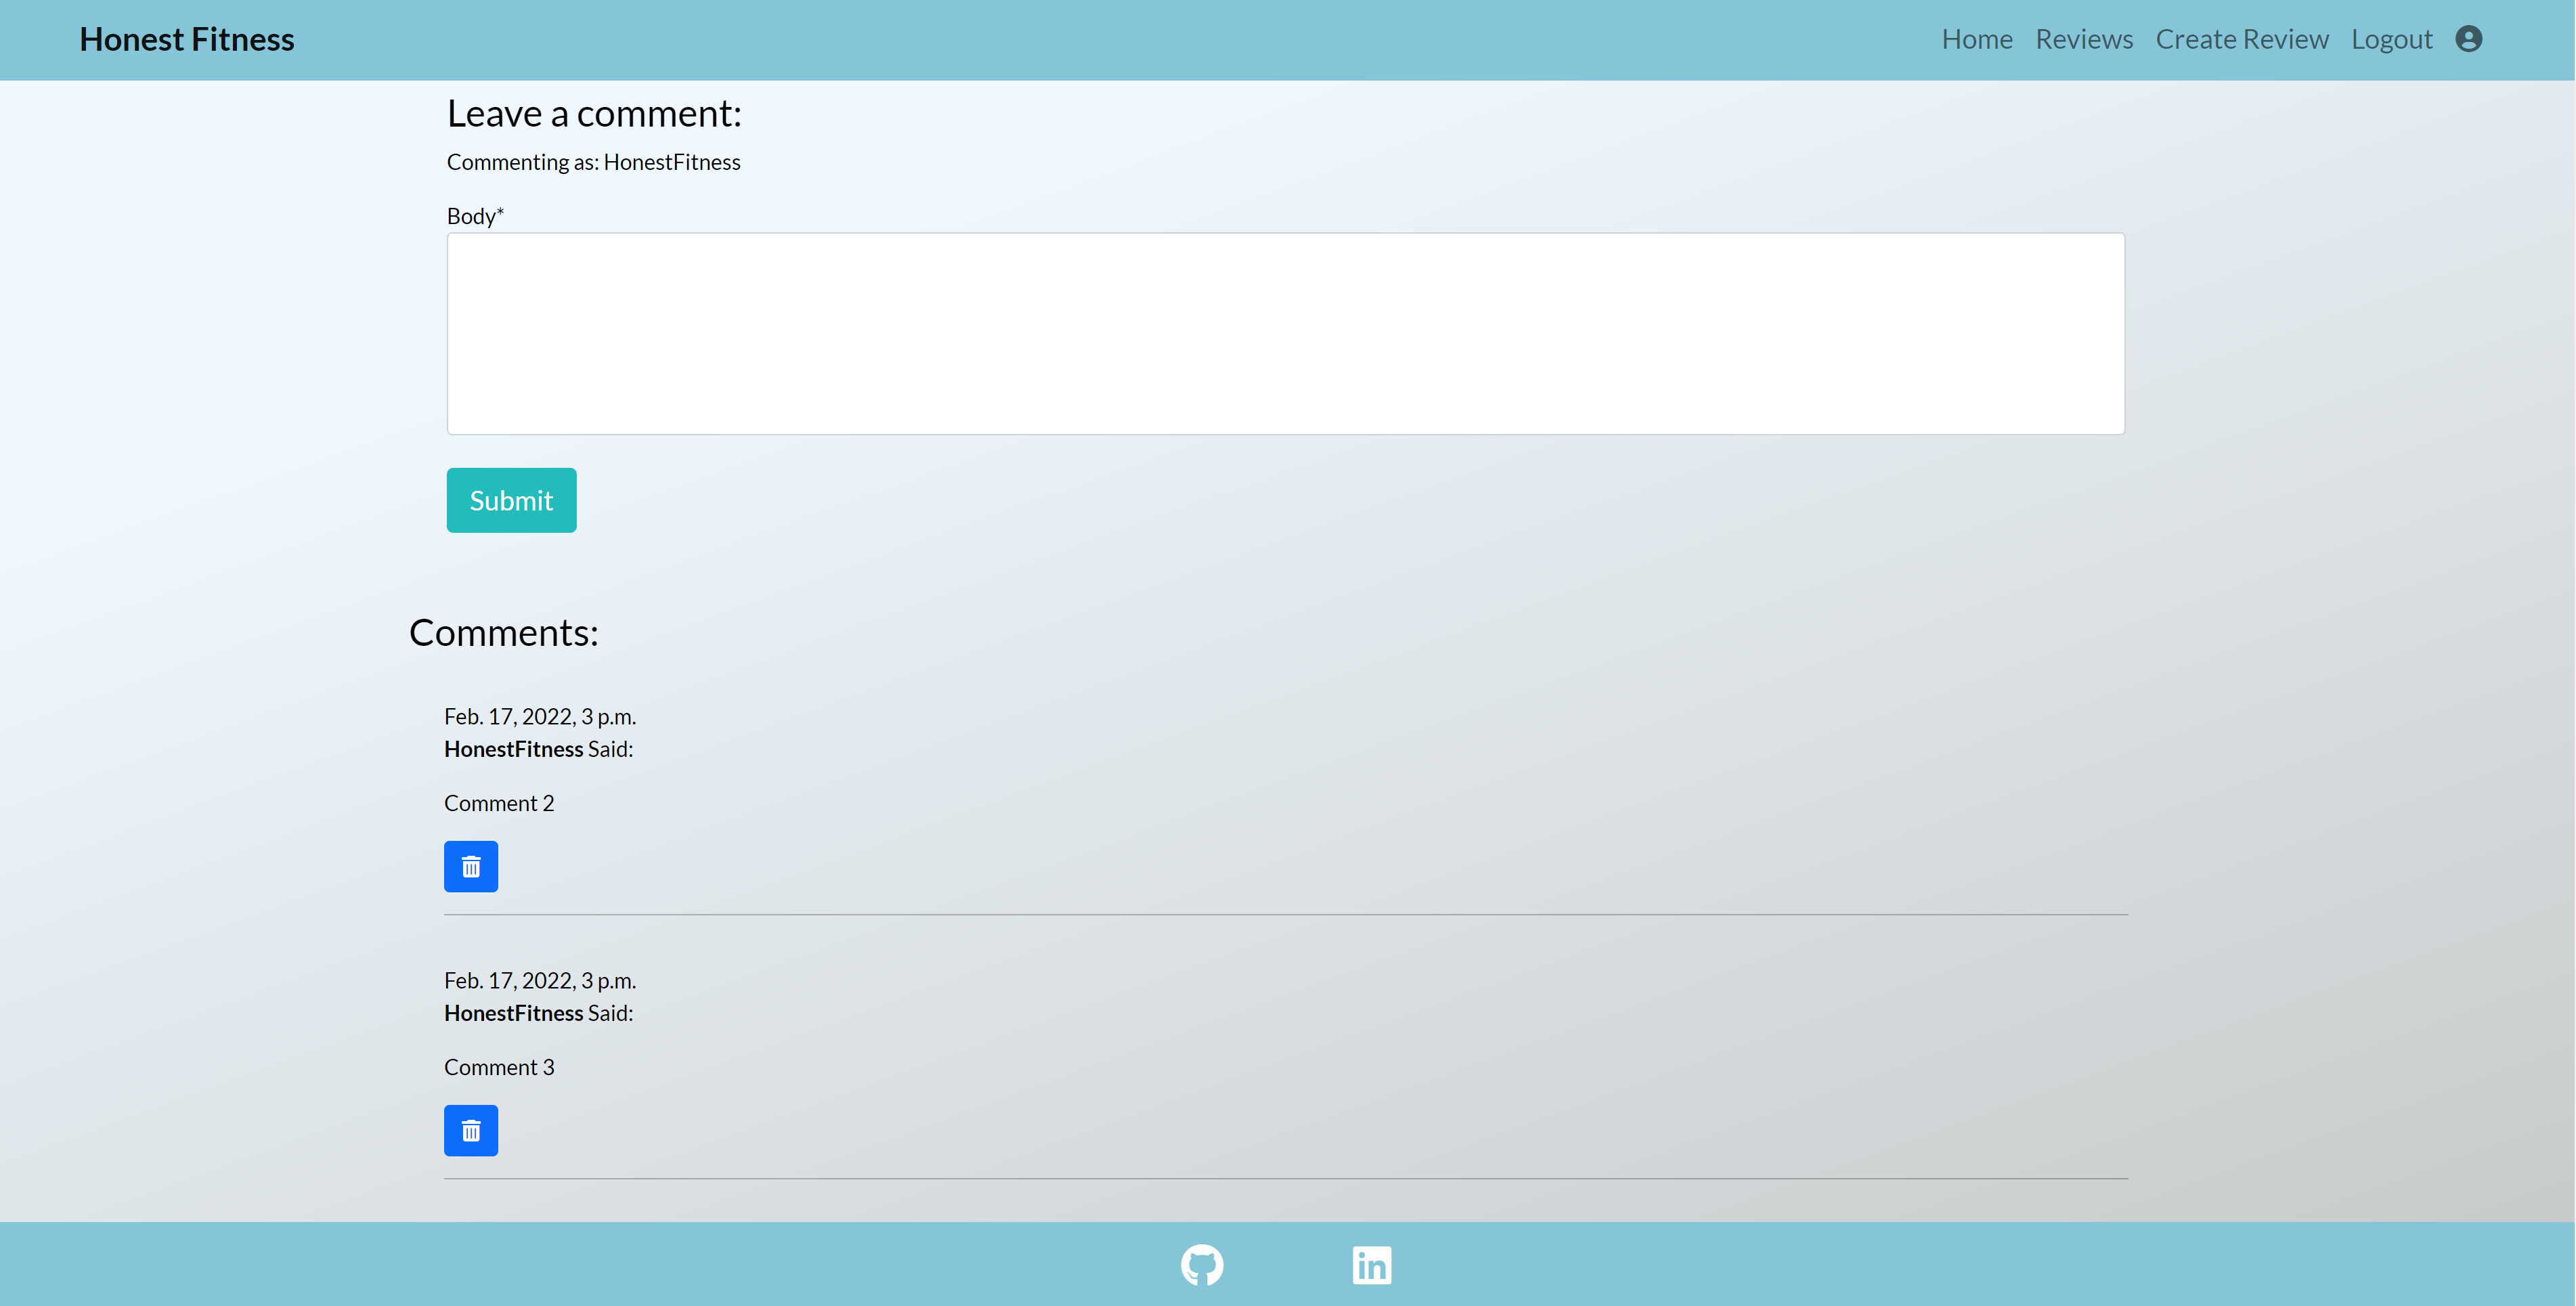 Honest Fitness
Home Reviews Create Review Logout
Leave a comment:
Commenting as: HonestFitness
Body*
Submit
Comments:
Feb. 17, 2022, 3 p.m.
HonestFitness Said:
Comment 2
Feb. 17, 2022, 3 p.m.
HonestFitness Said:
Comment 3
in